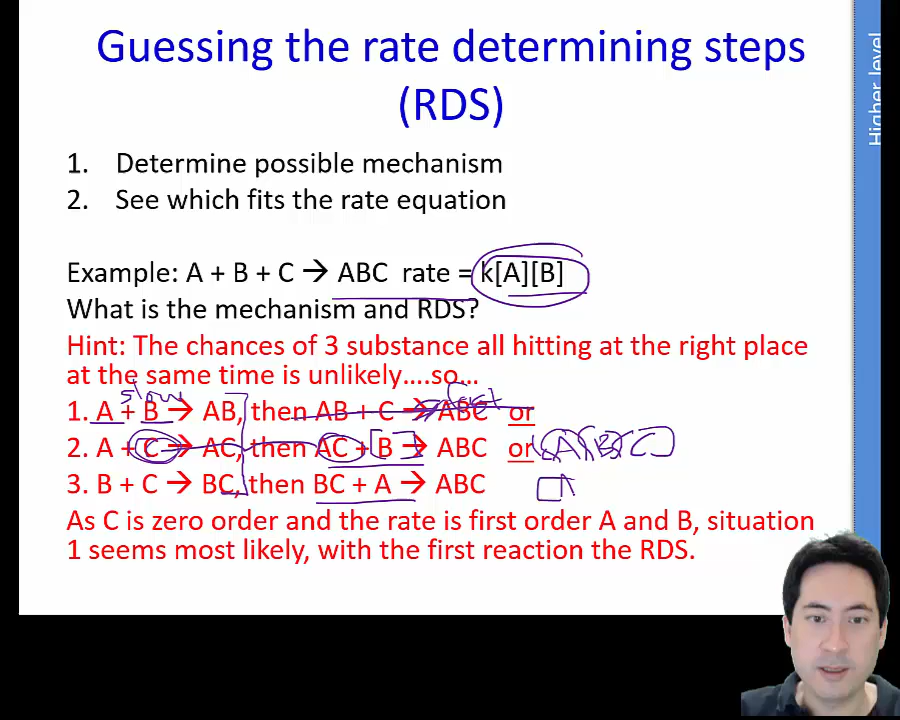 Guessing the rate determining steps
(RDS)
Higher level
1. Determine possible mechanism
2. See which fits the rate equation
Example: A + B + C → ABC rate = k[A][B]
What is the mechanism and RDS?
Hint: The chances of 3 substance all hitting at the right place
at the same time is unlikely....so...
slow fast
1. A + B → AB, then AB + C → ABC or
2. A + C → AC, then AC + B → ABC or [A][B][C]
3. B + C → BC, then BC + A → ABC
As C is zero order and the rate is first order A and B, situation
1 seems most likely, with the first reaction the RDS.